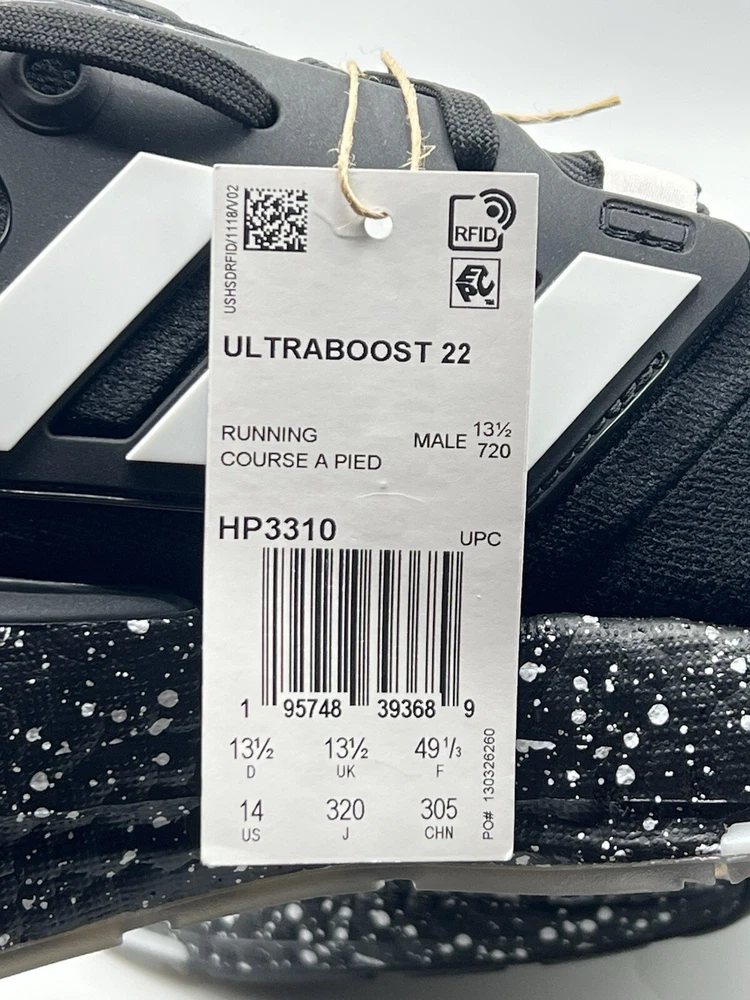 USHSDRFID/1118/V02
RFID
EPC™
ULTRABOOST 22
RUNNING
COURSE A PIED
MALE 13½
720
HP3310
UPC
1 95748 39368 9
13½ 13½ 49⅓
D UK F
14 320 305
US J CHN
PO# 130326260